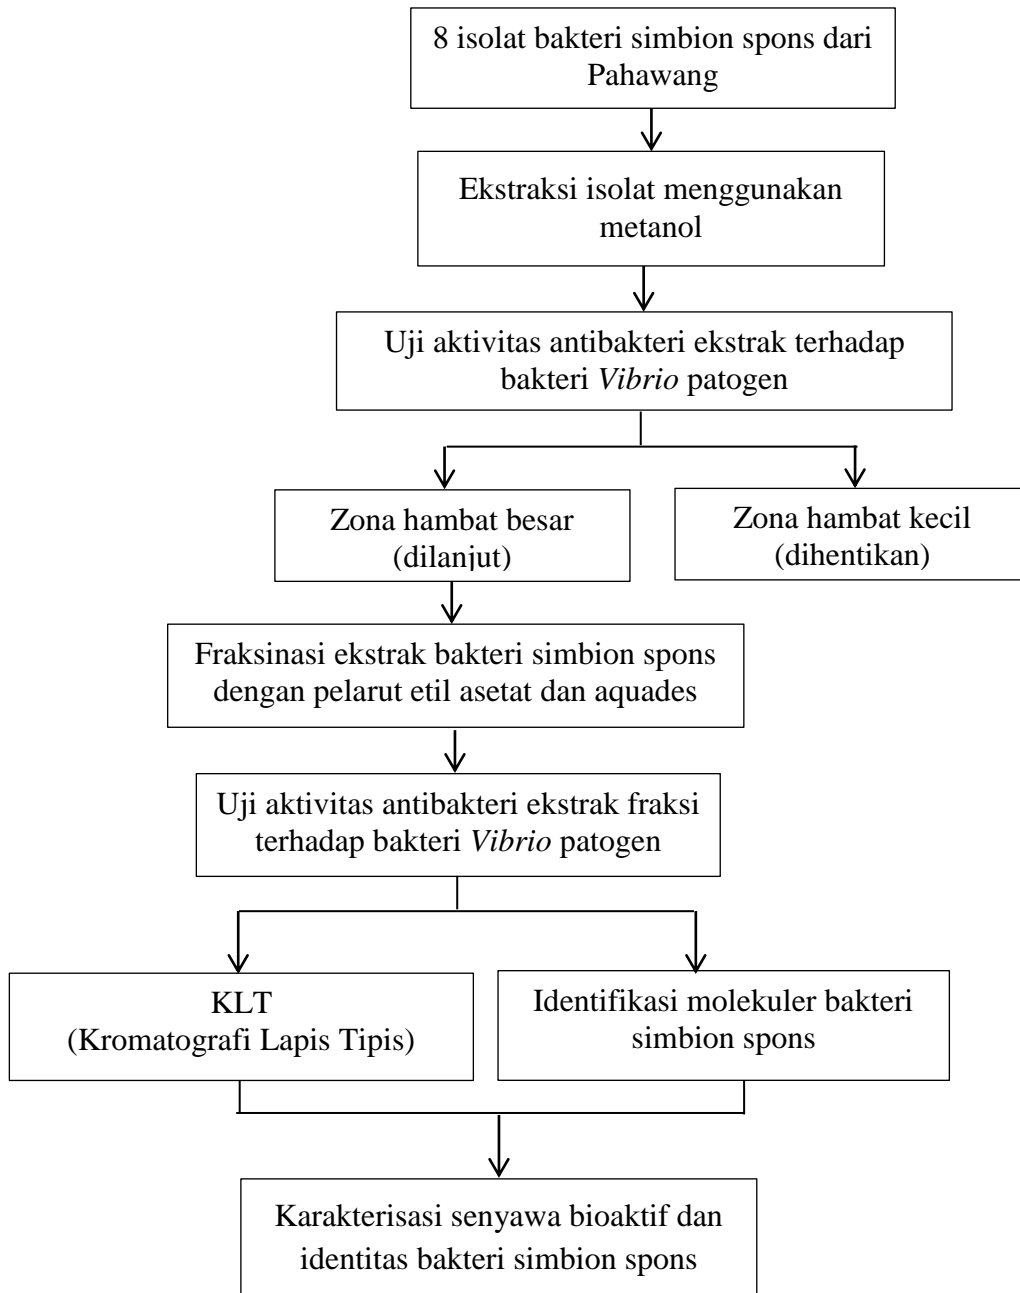 8 isolat bakteri simbion spons dari
Pahawang
Ekstraksi isolat menggunakan
metanol
Uji aktivitas antibakteri ekstrak terhadap
bakteri Vibrio patogen
Zona hambat besar
(dilanjut)
Zona hambat kecil
(dihentikan)
Fraksinasi ekstrak bakteri simbion spons
dengan pelarut etil asetat dan aquades
Uji aktivitas antibakteri ekstrak fraksi
terhadap bakteri Vibrio patogen
KLT
(Kromatografi Lapis Tipis)
Identifikasi molekuler bakteri
simbion spons
Karakterisasi senyawa bioaktif dan
identitas bakteri simbion spons